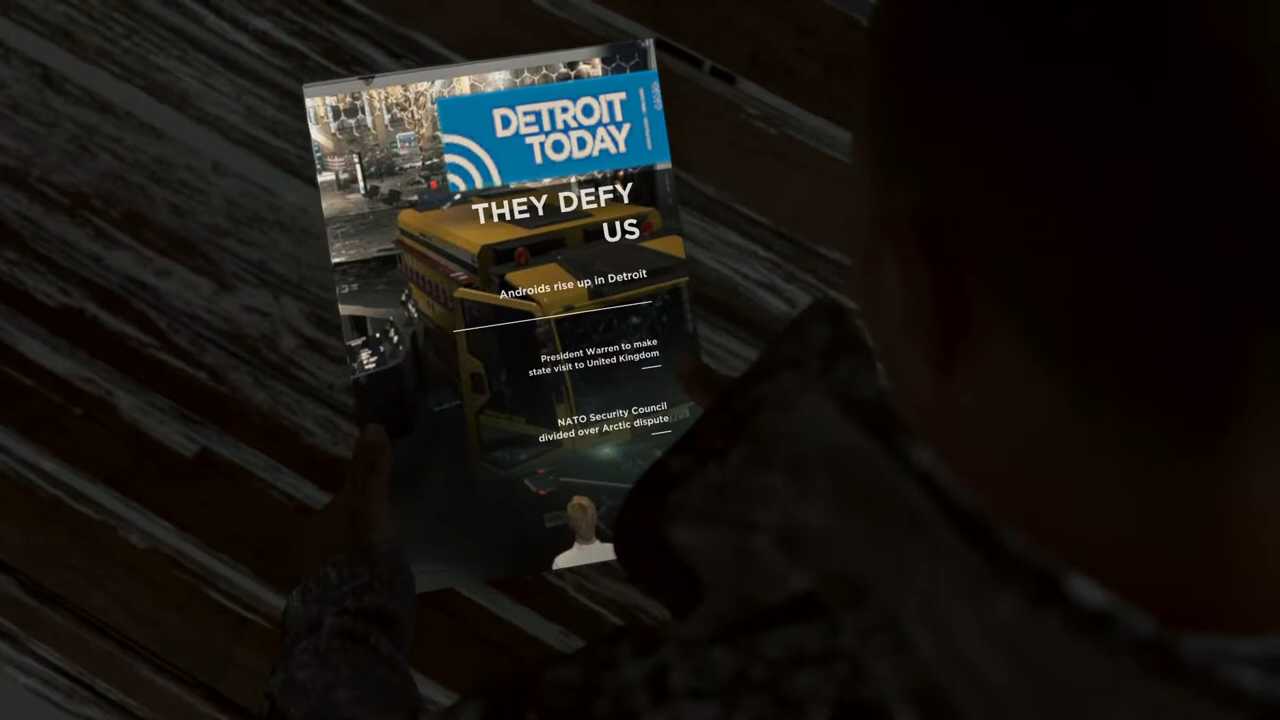 DETROIT
TODAY
THEY DEFY
US
Androids rise up in Detroit
President Warren to make
state visit to United Kingdom
NATO Security Council
divided over Arctic dispute